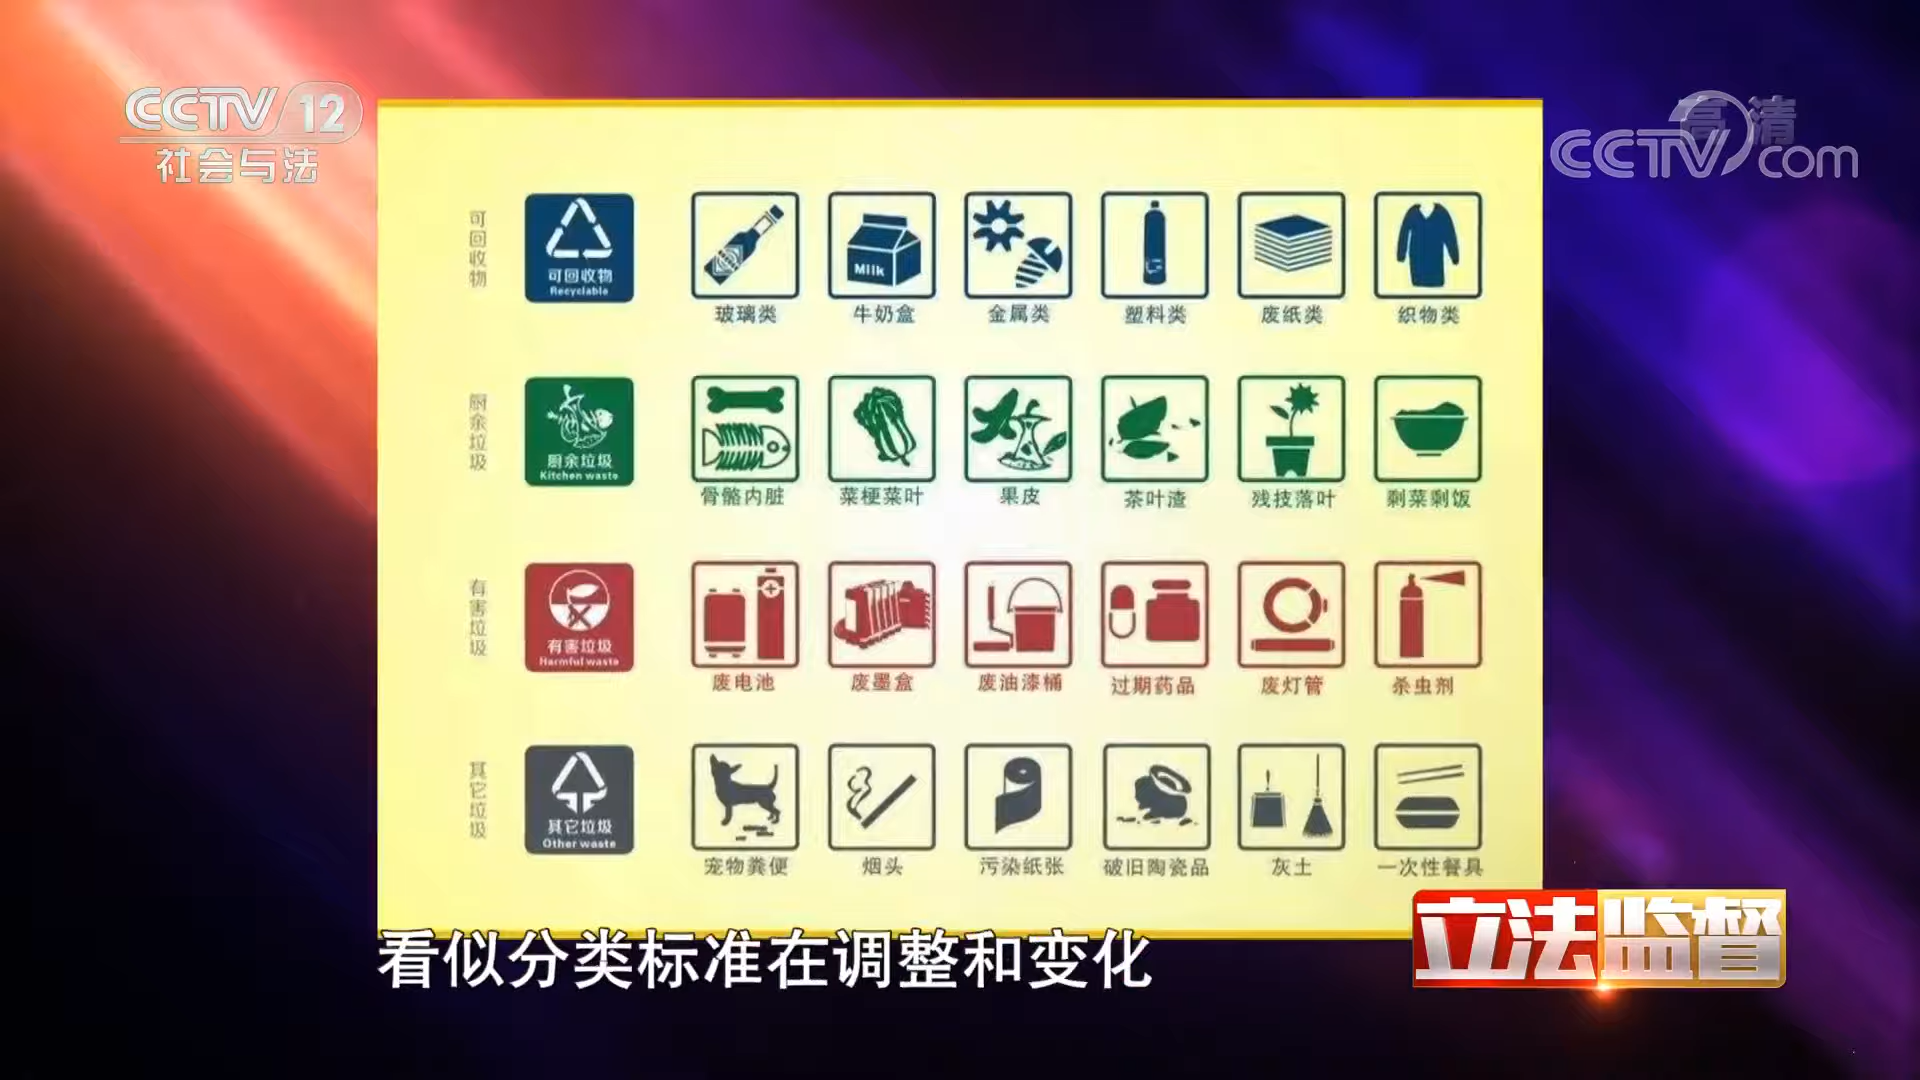 CCTV 12
社会与法
高清
CCTV com
可回收物
可回收物
Recyclable
Milk
玻璃类 牛奶盒 金属类 塑料类 废纸类 织物类
厨余垃圾
厨余垃圾
Kitchen waste
骨骼内脏 菜梗菜叶 果皮 茶叶渣 残技落叶 剩菜剩饭
有害垃圾
有害垃圾
Harmful waste
废电池 废墨盒 废油漆桶 过期药品 废灯管 杀虫剂
其它垃圾
其它垃圾
Other waste
宠物粪便 烟头 污染纸张 破旧陶瓷品 灰土 一次性餐具
看似分类标准在调整和变化
立法监督